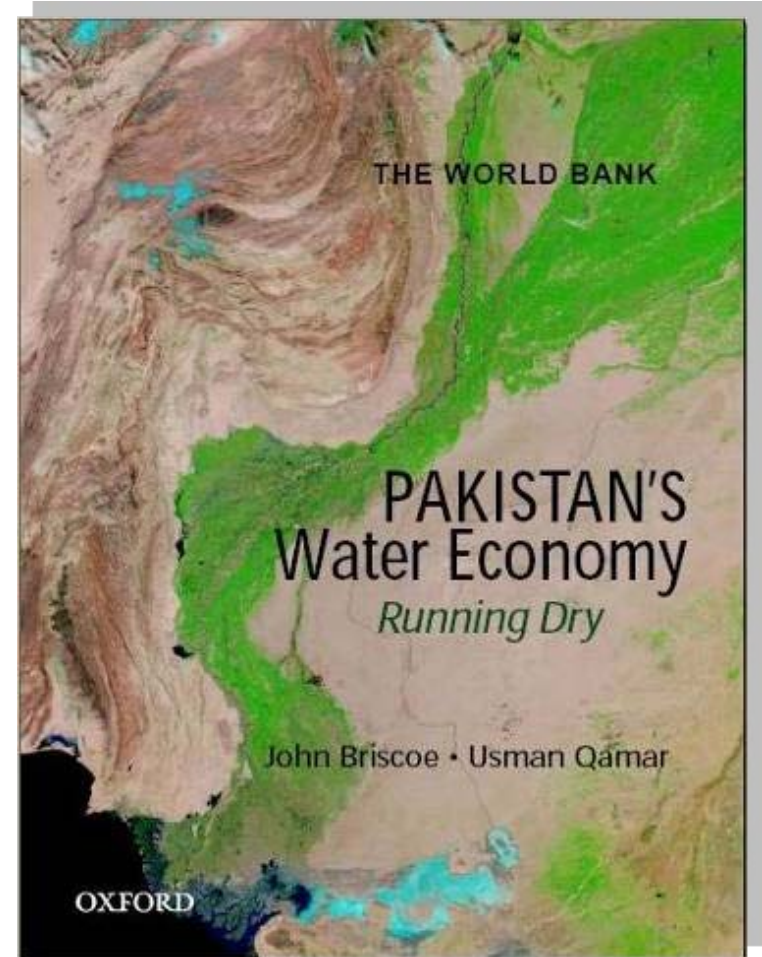 THE WORLD BANK
PAKISTAN'S
Water Economy
Running Dry
John Briscoe • Usman Qamar
OXFORD